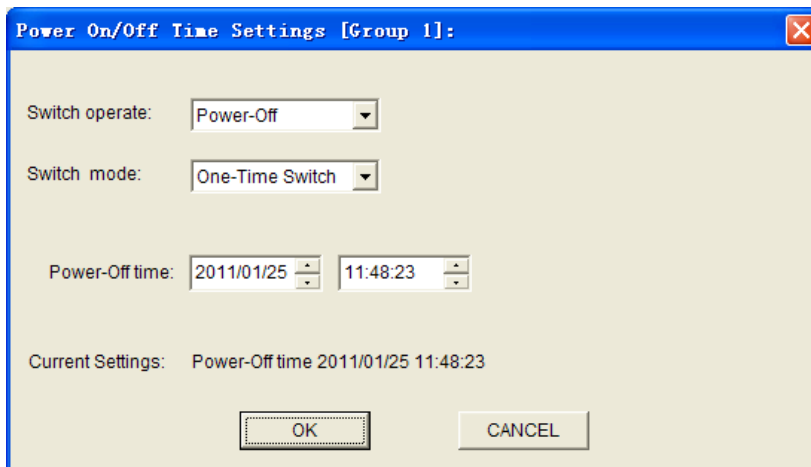 Power On/Off Time Settings [Group 1]:
Switch operate: Power-Off
Switch mode: One-Time Switch
Power-Off time: 2011/01/25 11:48:23
Current Settings: Power-Off time 2011/01/25 11:48:23
OK CANCEL